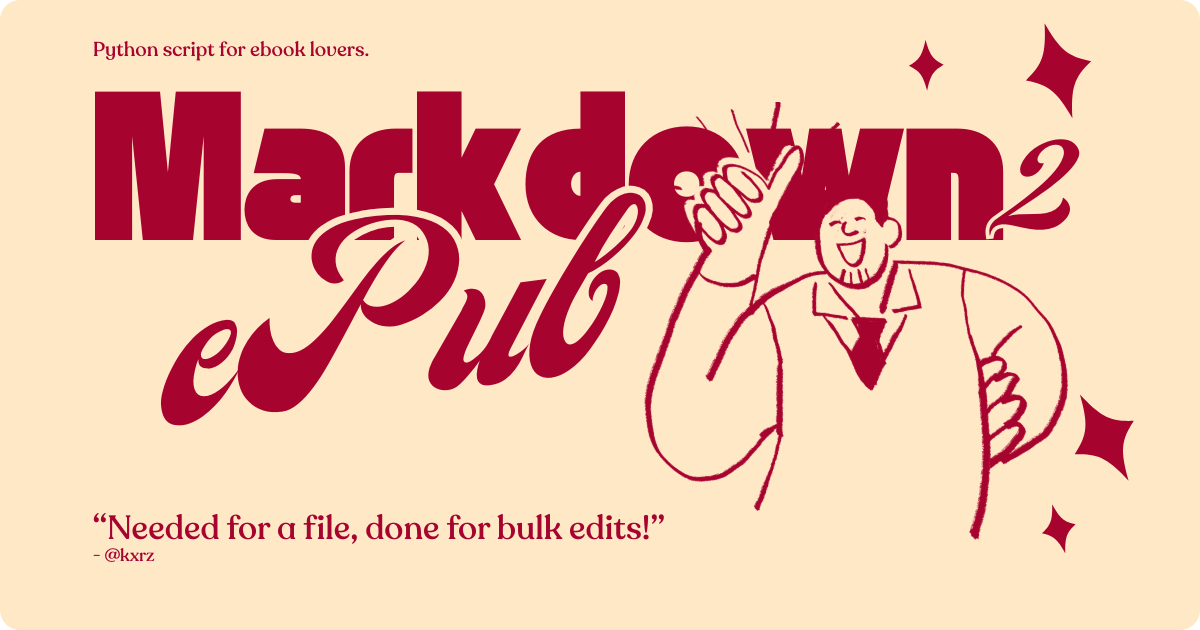 Python script for ebook lovers.
Markdown2
ePub
“Needed for a file, done for bulk edits!”
- @kxrz